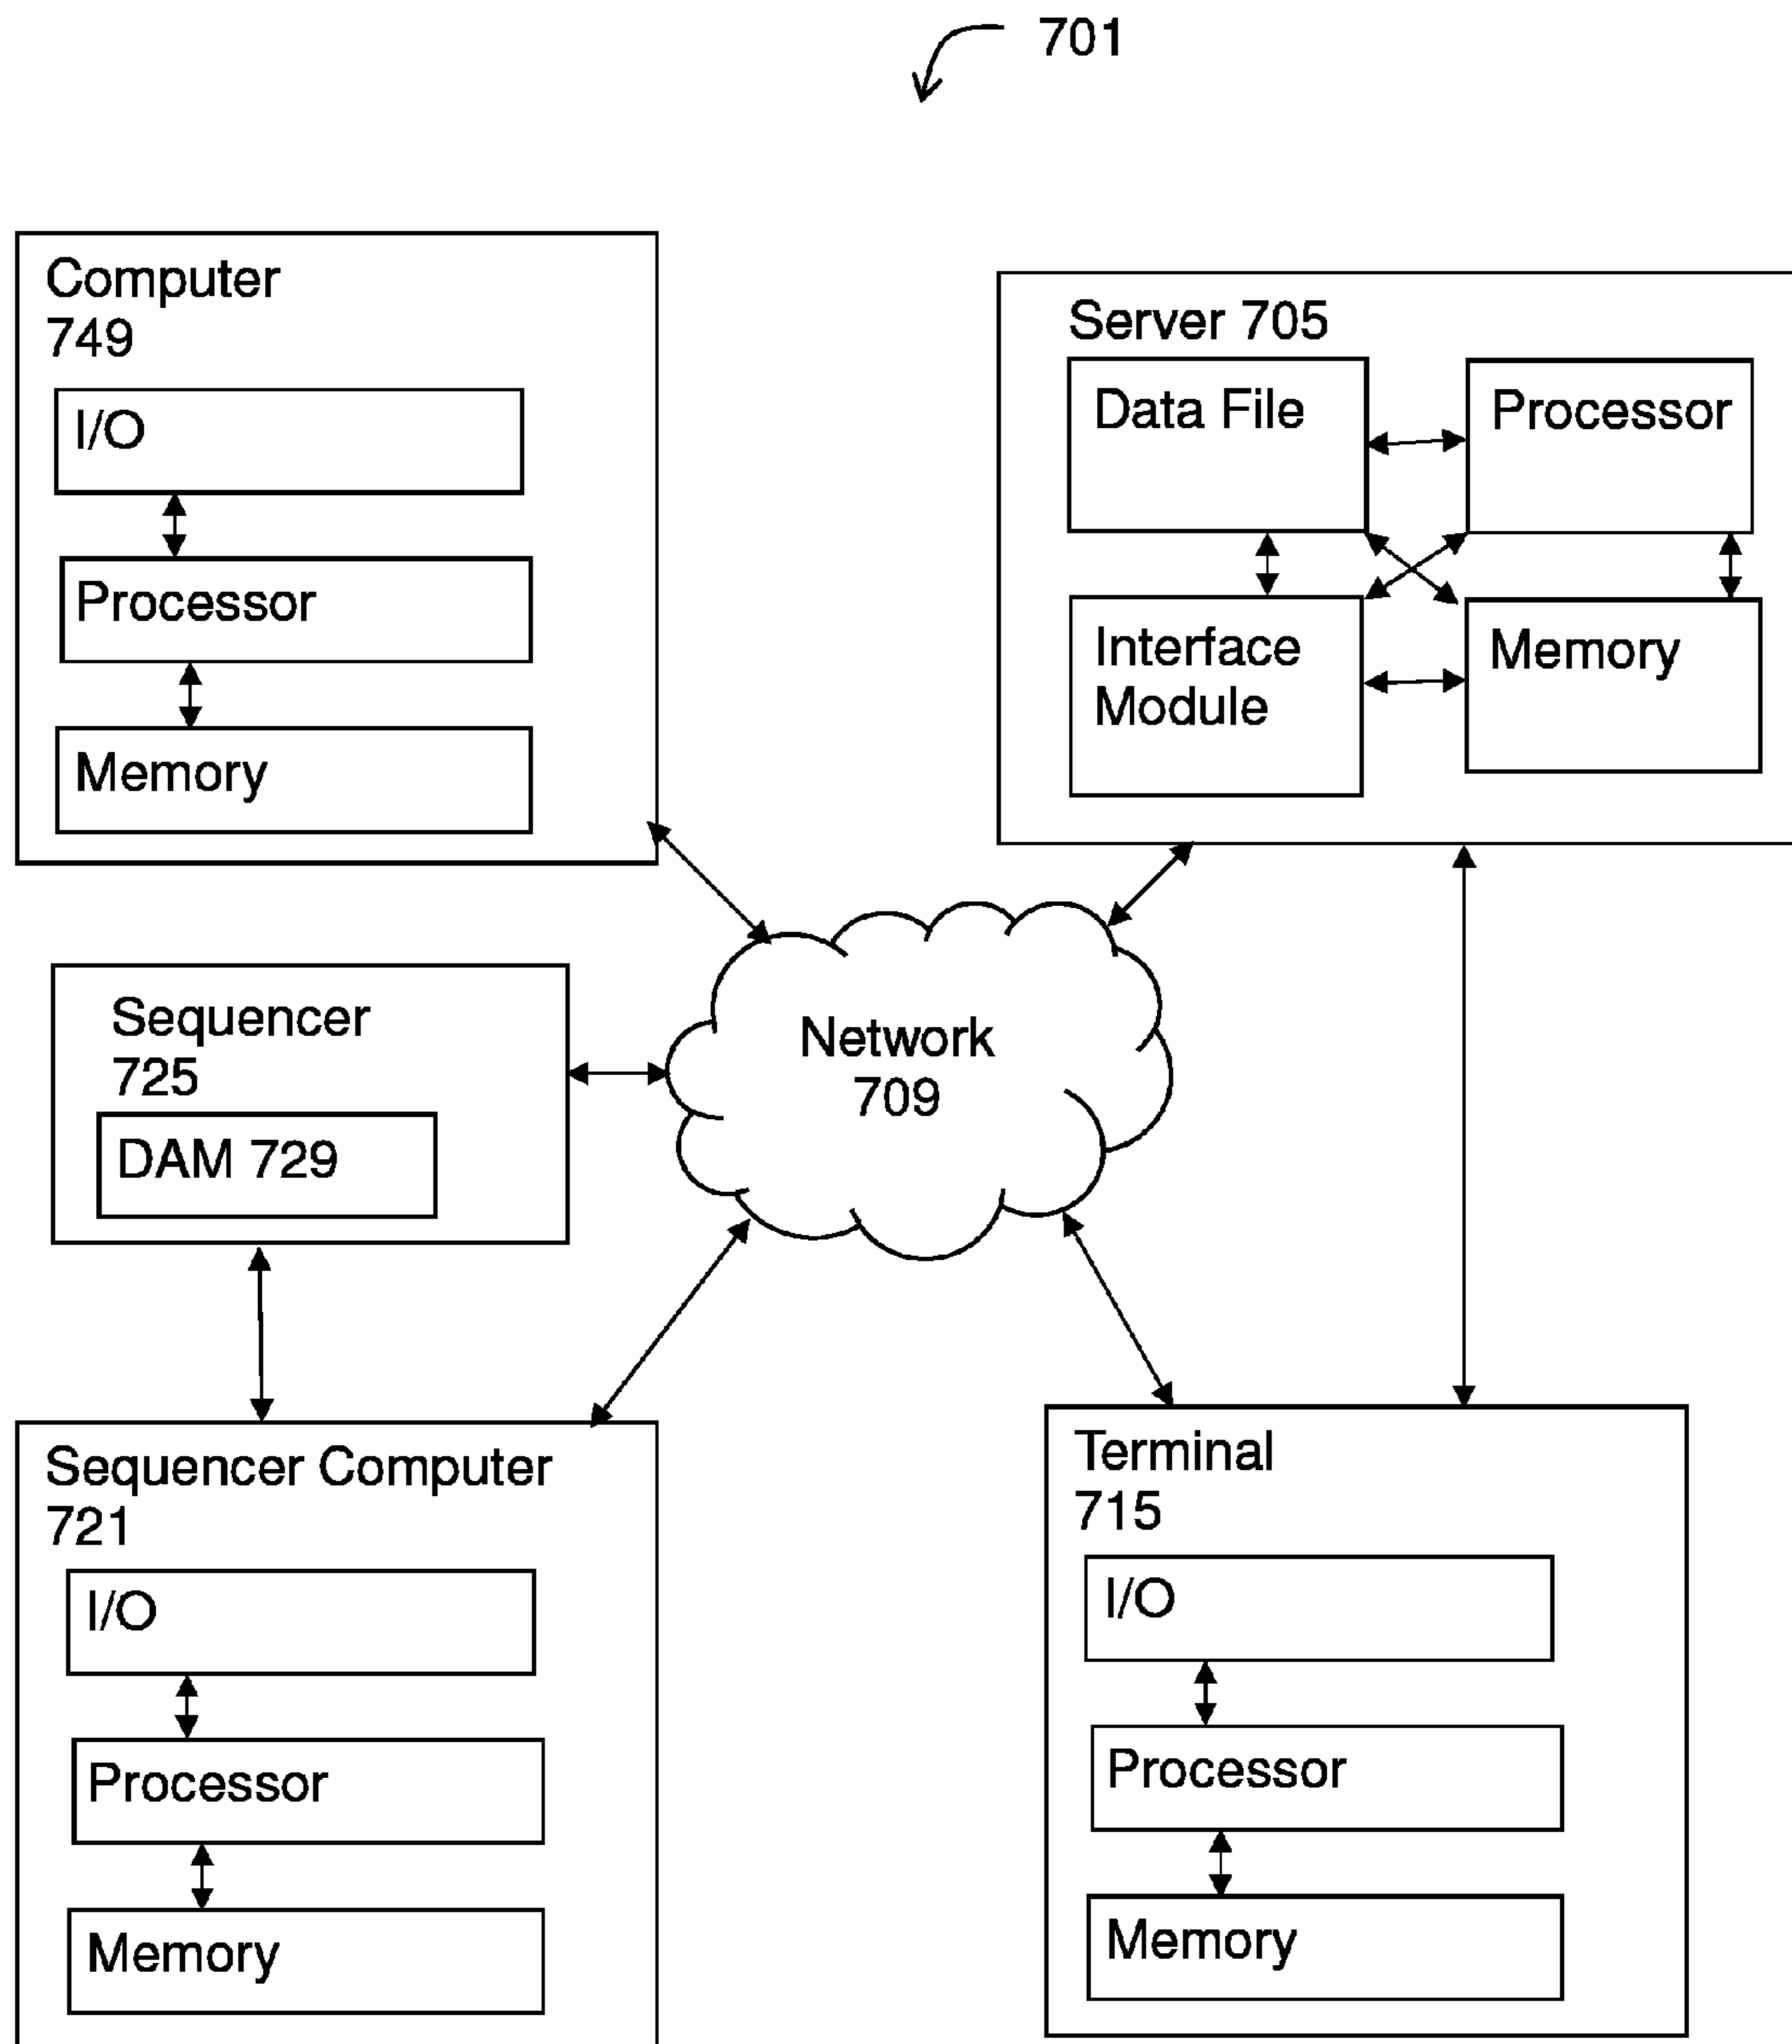 701
Computer
749
I/O
Processor
Memory
Server 705
Data File
Processor
Interface
Module
Memory
Sequencer
725
DAM 729
Network
709
Sequencer Computer
721
I/O
Processor
Memory
Terminal
715
I/O
Processor
Memory